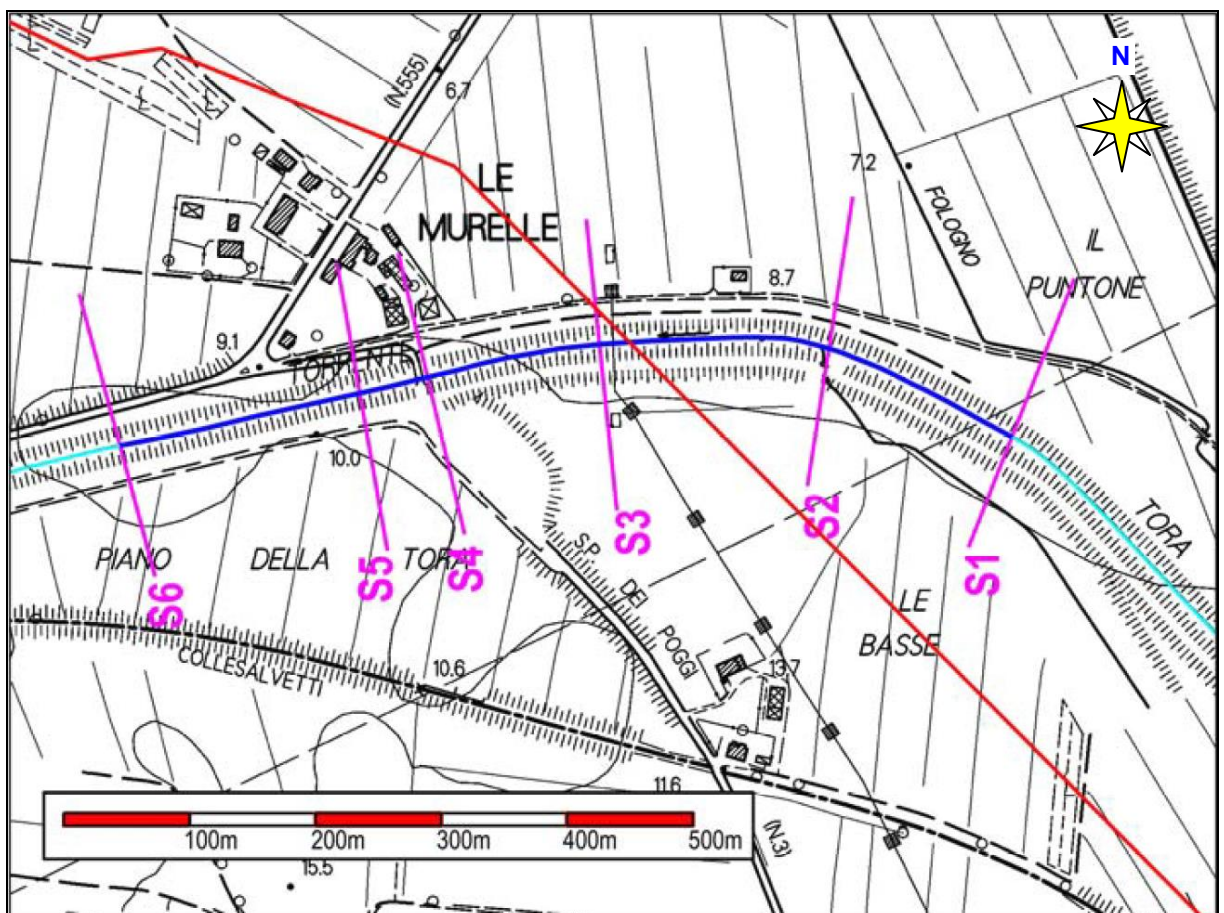 N
(N.555)
6.7
LE
MURELLE
7.2
FOLOGNO
IL
PUNTONE
8.7
9.1
TORRENTE
10.0
TORA
PIANO
DELLA
TORA
S6
S5
S4
S3
S2
S1
S.P.
DEI
POGGI
LE
BASSE
COLLESALVETTI
10.6
13.7
11.6
(N.3)
100m
200m
300m
400m
500m
15.5